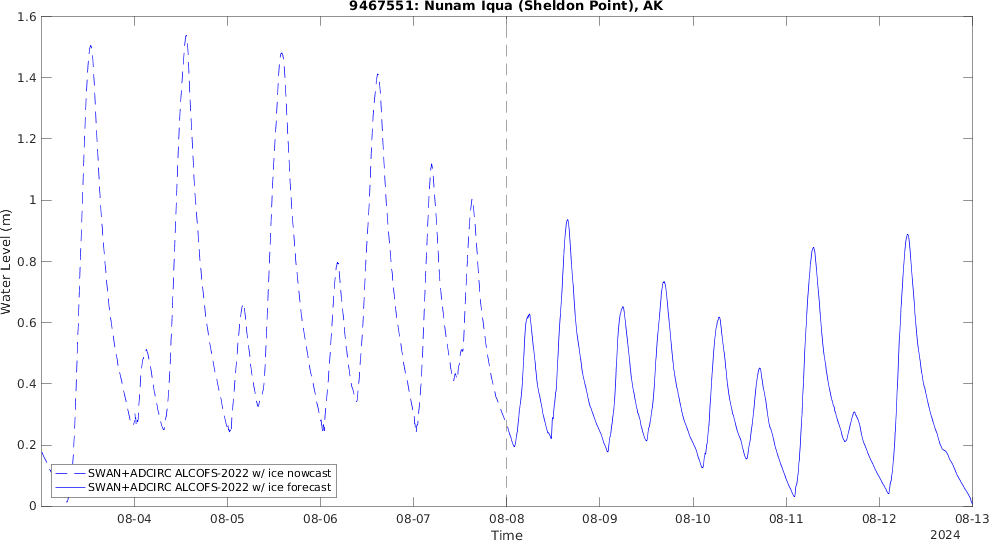 9467551: Nunam Iqua (Sheldon Point), AK
1.6
1.4
1.2
1
0.8
0.6
0.4
0.2
0
Water Level (m)
SWAN+ADCIRC ALCOFS-2022 w/ ice nowcast
SWAN+ADCIRC ALCOFS-2022 w/ ice forecast
08-04 08-05 08-06 08-07 08-08 08-09 08-10 08-11 08-12 08-13
Time
2024